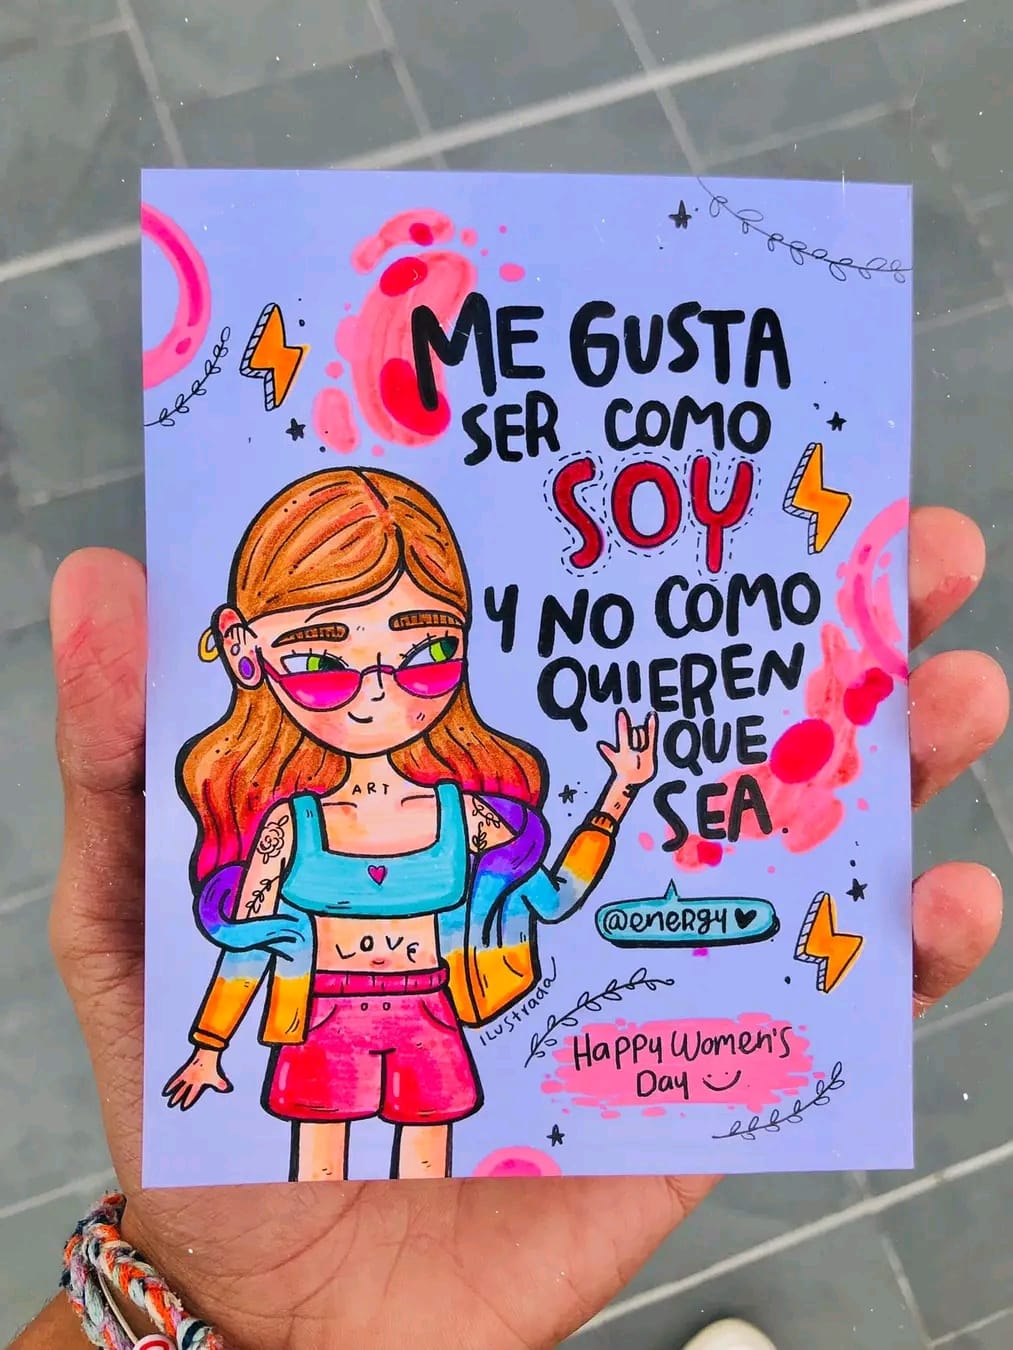 ME GUSTA
SER COMO
SOY
Y NO COMO
QUIEREN
QUE
SEA.
ART
@energy
LOVE
ILUSTRADA
Happy Women's
Day